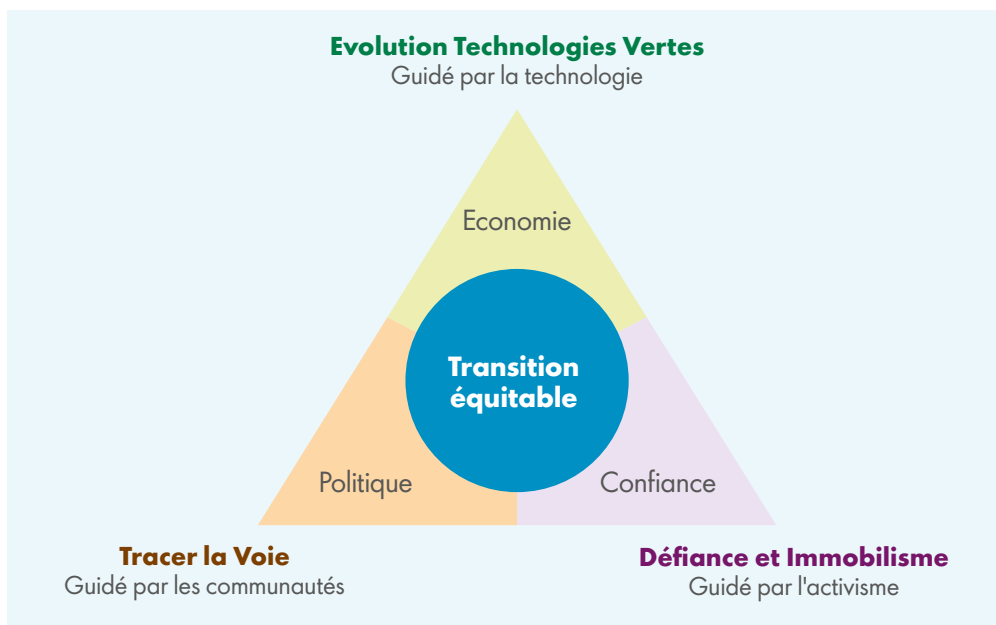 Evolution Technologies Vertes
Guidé par la technologie
Economie
Transition
équitable
Politique
Confiance
Tracer la Voie
Guidé par les communautés
Défiance et Immobilisme
Guidé par l'activisme